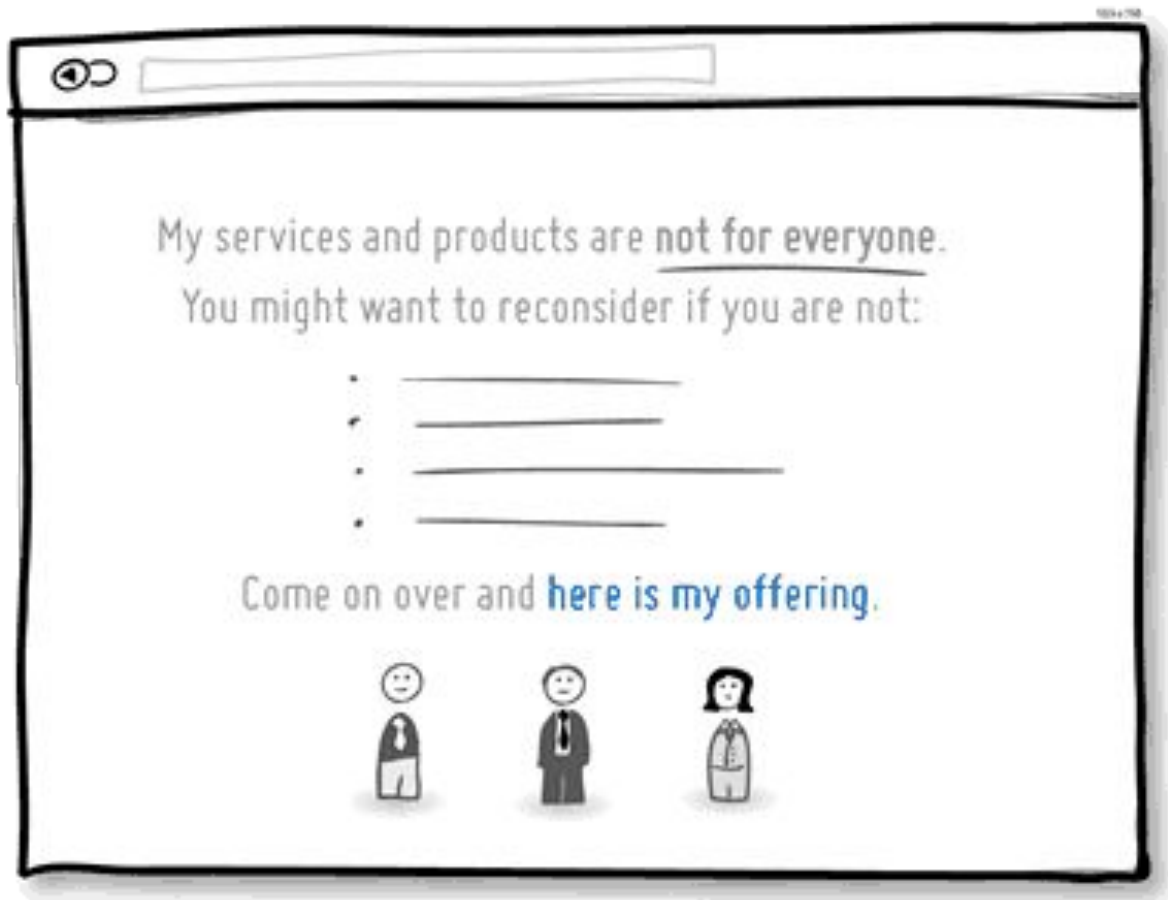 My services and products are not for everyone.
You might want to reconsider if you are not:
Come on over and here is my offering.